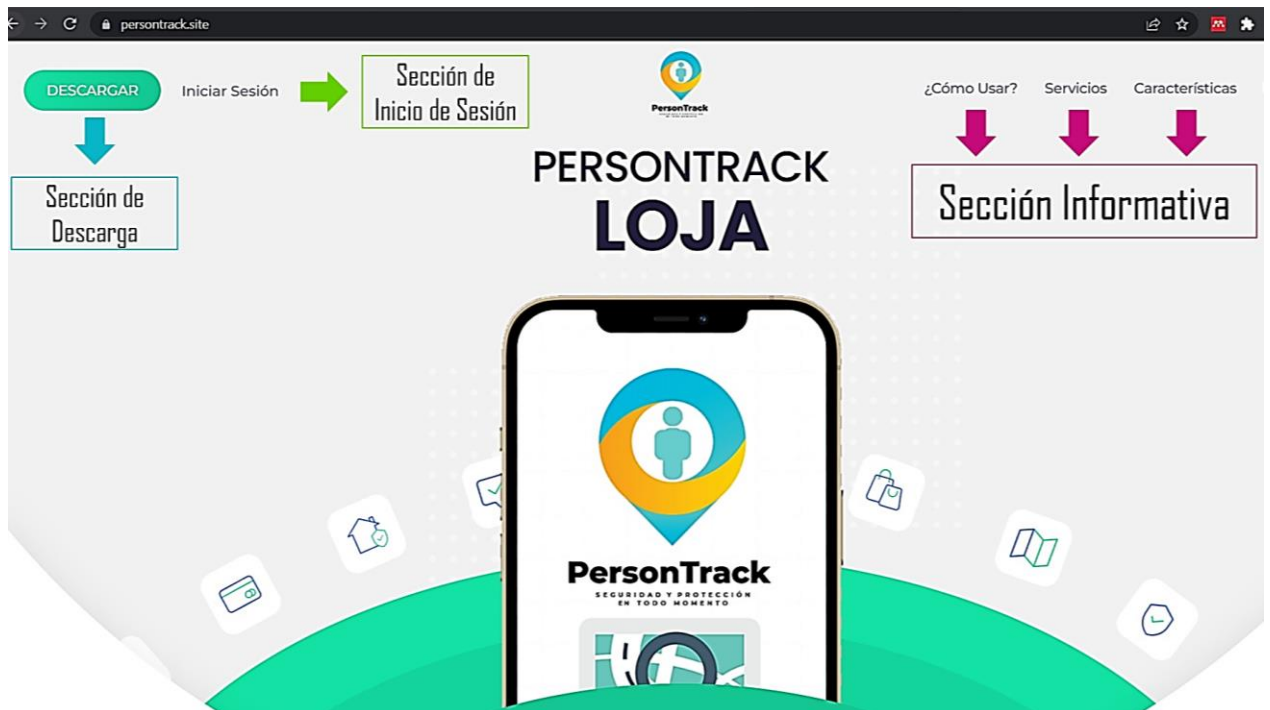 persontrack.site
DESCARGAR
Iniciar Sesión
Sección de
Inicio de Sesión
PersonTrack
¿Cómo Usar?
Servicios
Características
Sección de
Descarga
Sección Informativa
PERSONTRACK
LOJA
PersonTrack
SEGURIDAD Y PROTECCIÓN
EN TODO MOMENTO